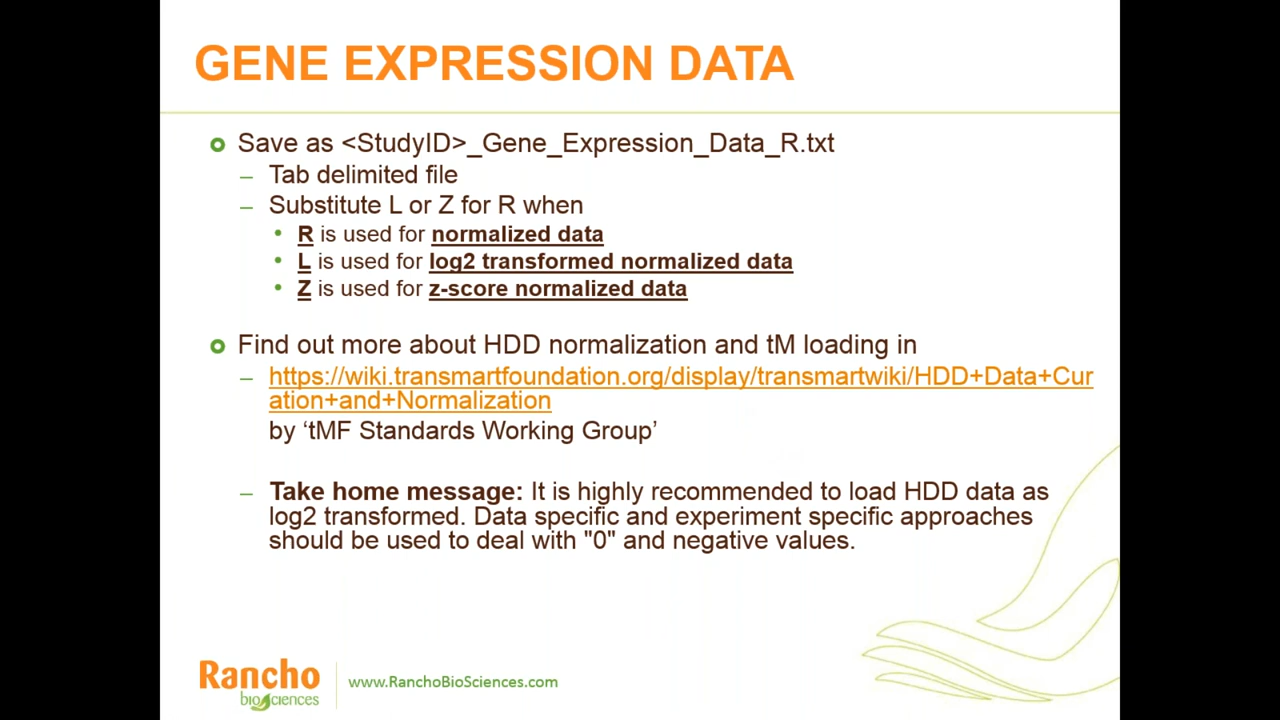 GENE EXPRESSION DATA
Save as <StudyID>_Gene_Expression_Data_R.txt
– Tab delimited file
– Substitute L or Z for R when
• R is used for normalized data
• L is used for log2 transformed normalized data
• Z is used for z-score normalized data
Find out more about HDD normalization and tM loading in
– https://wiki.transmartfoundation.org/display/transmartwiki/HDD+Data+Cur
ation+and+Normalization
by ‘tMF Standards Working Group’
– Take home message: It is highly recommended to load HDD data as
log2 transformed. Data specific and experiment specific approaches
should be used to deal with "0" and negative values.
Rancho
biosciences
www.RanchoBioSciences.com